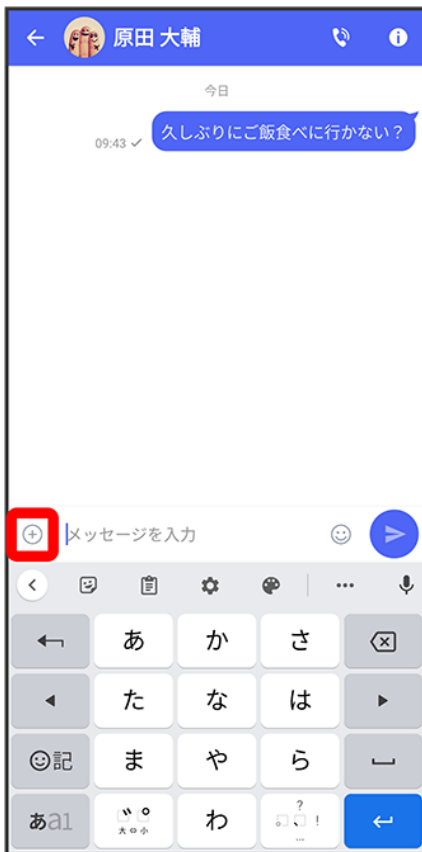 原田 大輔
今日
久しぶりにご飯食べに行かない？
09:43
メッセージを入力
あ か さ
た な は
☺記 ま や ら
あa1 大⇔小 わ ? ! ...